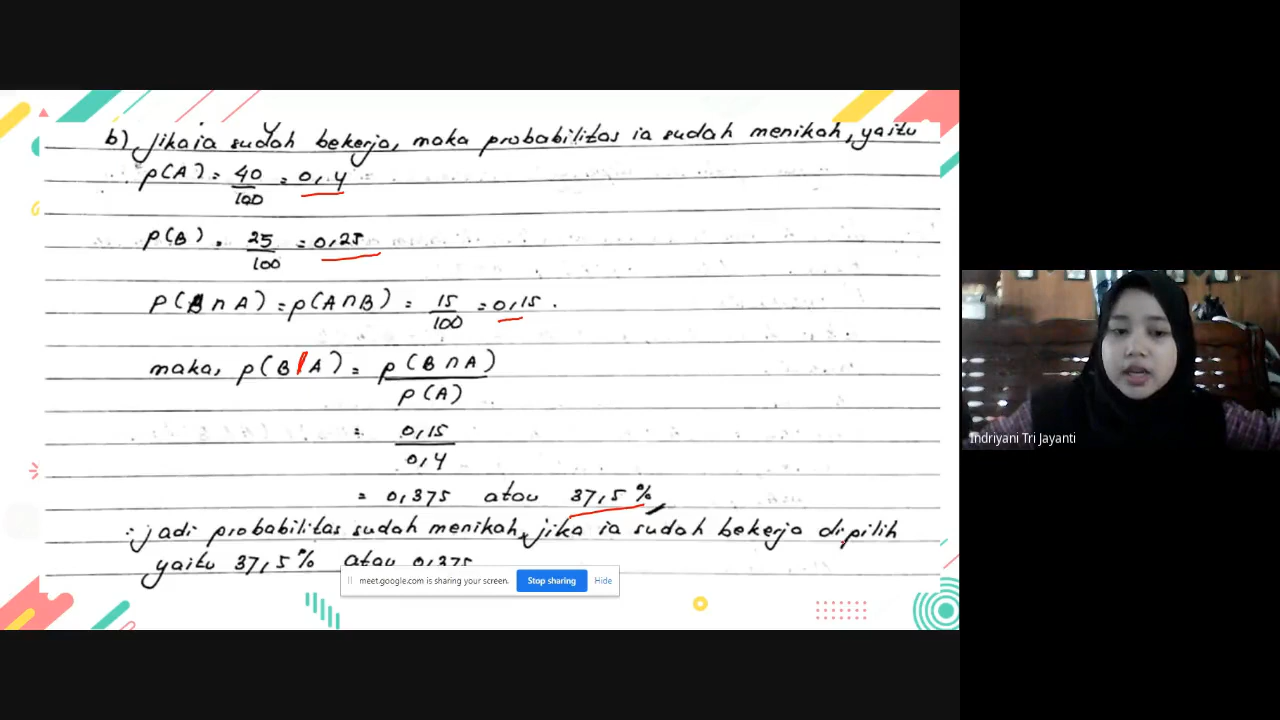 b) Jika ia sudah bekerja, maka probabilitas ia sudah menikah, yaitu
P(A) = 40/100 = 0,4
P(B) = 25/100 = 0,25
P(B∩A) = P(A∩B) = 15/100 = 0,15.
maka, P(B|A) = P(B∩A)/P(A)
= 0,15/0,4
= 0,375 atau 37,5%
∴ Jadi probabilitas sudah menikah, jika ia sudah bekerja dipilih
yaitu 37,5% atau 0,375
meet.google.com is sharing your screen. Stop sharing Hide
Indriyani Tri Jayanti